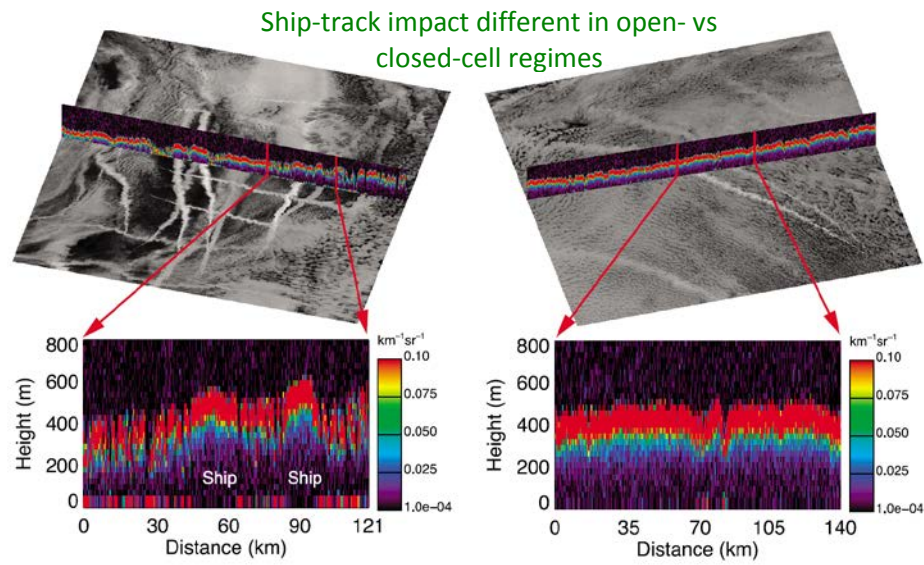 Ship-track impact different in open- vs
closed-cell regimes
km⁻¹sr⁻¹
800
600
400
200
0
Height (m)
Ship
Ship
0 30 60 90 121
Distance (km)
0.10
0.075
0.050
0.025
1.0e−04
km⁻¹sr⁻¹
800
600
400
200
0
Height (m)
0 35 70 105 140
Distance (km)
0.10
0.075
0.050
0.025
1.0e−04